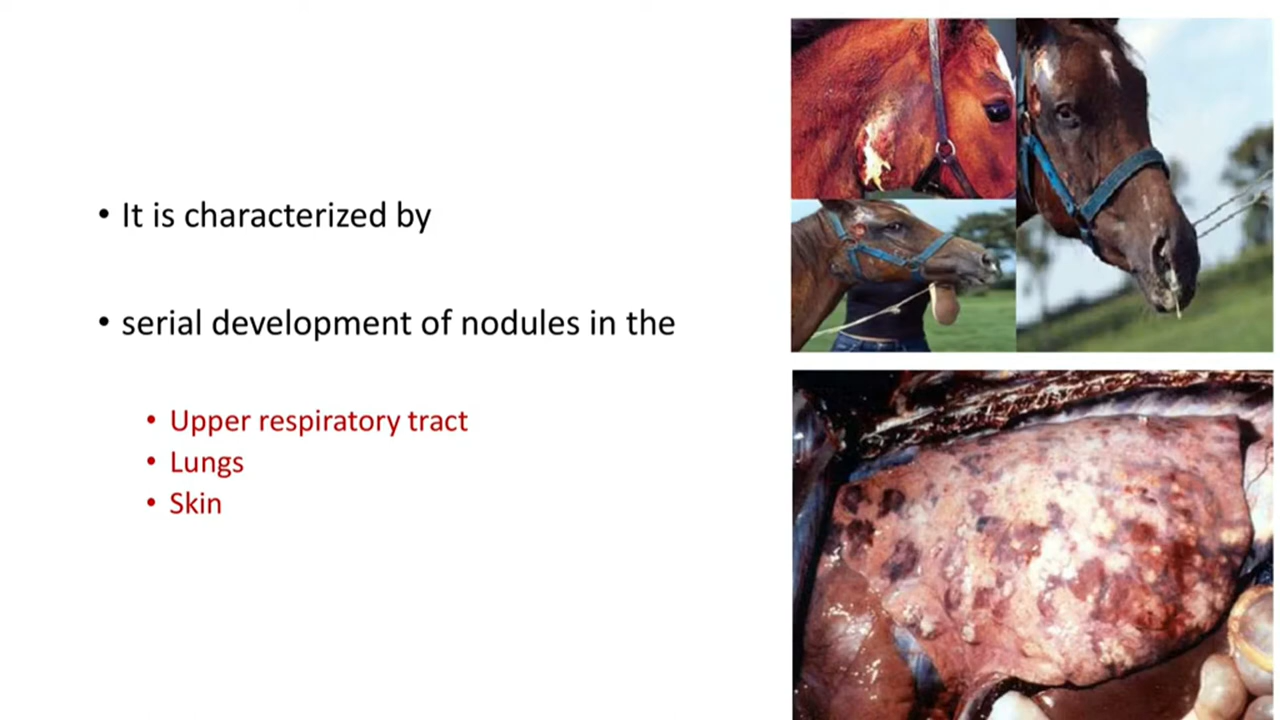 • It is characterized by
• serial development of nodules in the
• Upper respiratory tract
• Lungs
• Skin